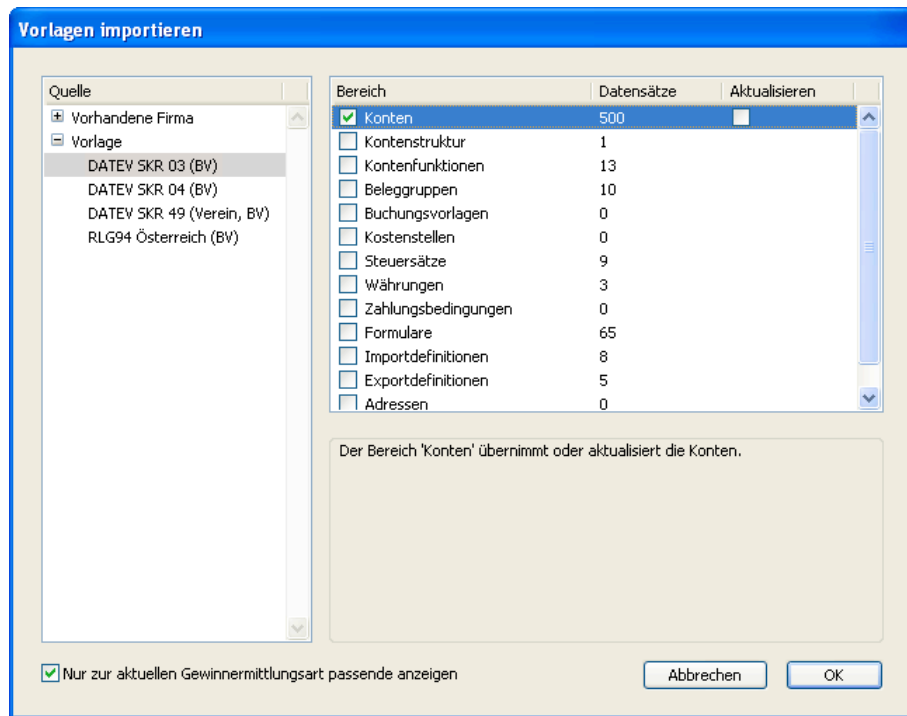 Vorlagen importieren
Quelle
Vorhandene Firma
Vorlage
DATEV SKR 03 (BV)
DATEV SKR 04 (BV)
DATEV SKR 49 (Verein, BV)
RLG94 Österreich (BV)
Bereich Datensätze Aktualisieren
Konten 500
Kontenstruktur 1
Kontenfunktionen 13
Beleggruppen 10
Buchungsvorlagen 0
Kostenstellen 0
Steuersätze 9
Währungen 3
Zahlungsbedingungen 0
Formulare 65
Importdefinitionen 8
Exportdefinitionen 5
Adressen 0
Der Bereich 'Konten' übernimmt oder aktualisiert die Konten.
Nur zur aktuellen Gewinnermittlungsart passende anzeigen
Abbrechen OK